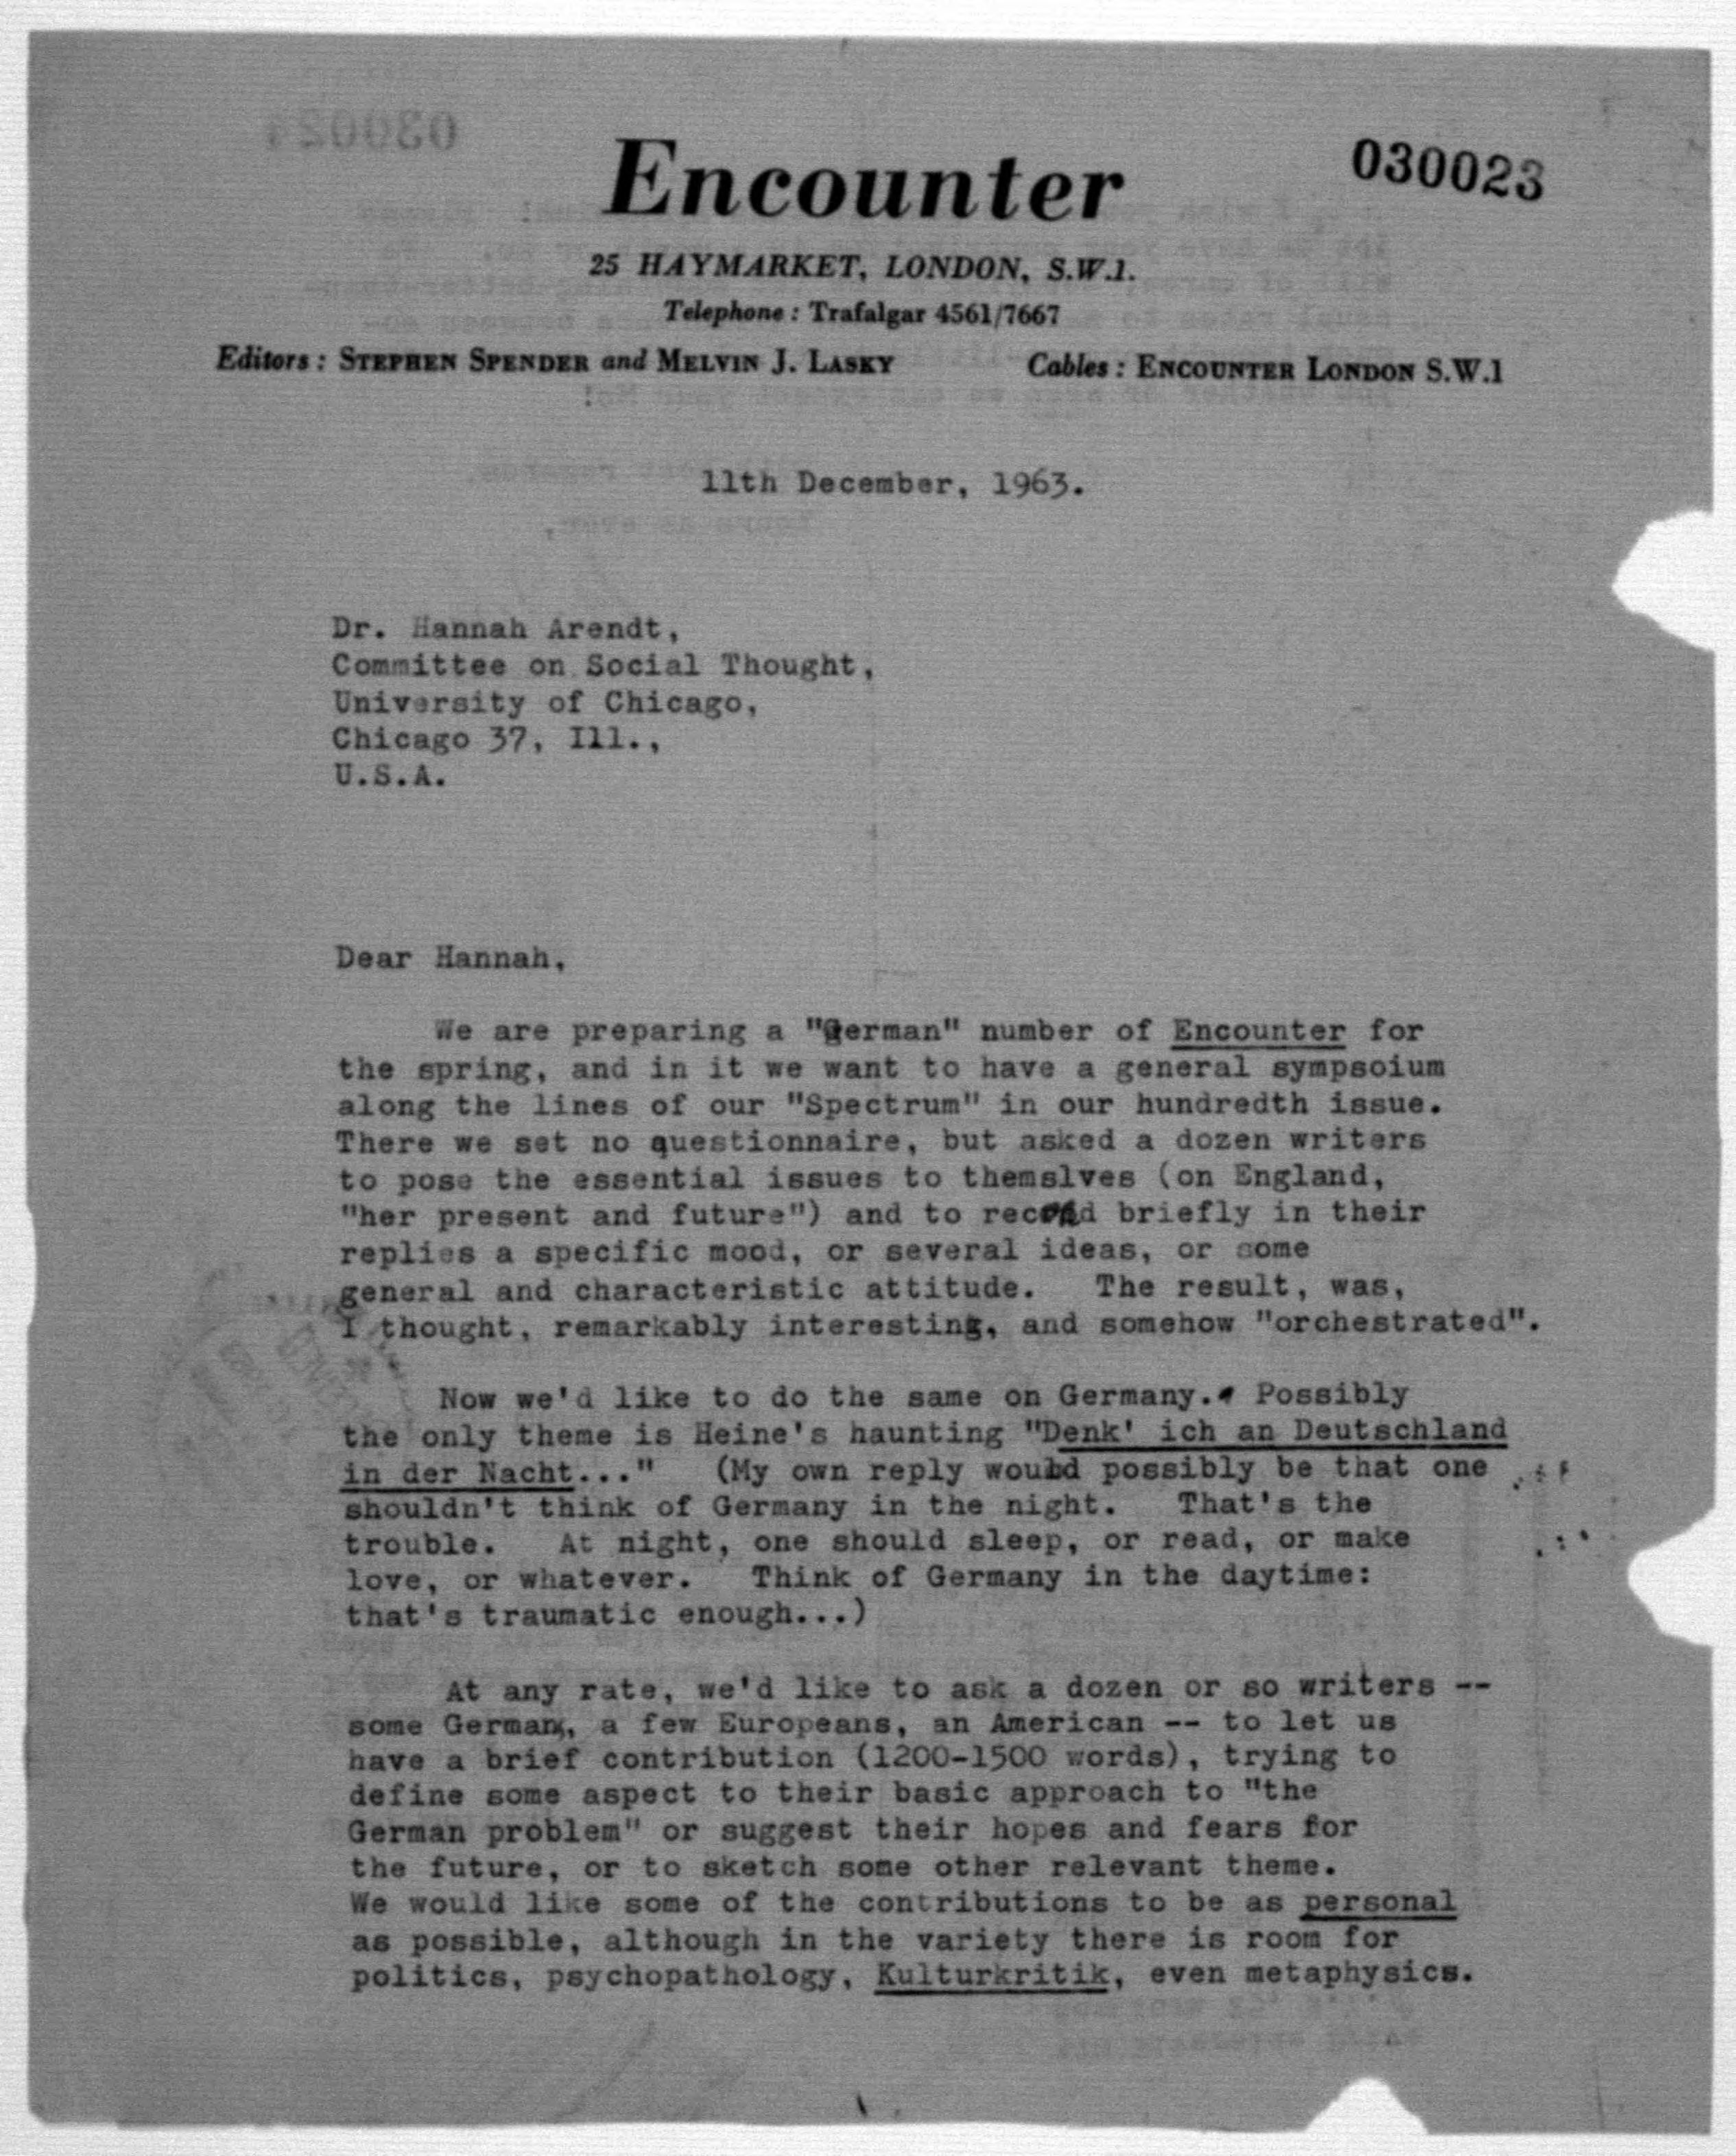 Encounter
030023
25 HAYMARKET, LONDON, S.W.1.
Telephone : Trafalgar 4561/7667
Editors : STEPHEN SPENDER and MELVIN J. LASKY Cables : ENCOUNTER LONDON S.W.1
11th December, 1963.
Dr. Hannah Arendt,
Committee on Social Thought,
University of Chicago,
Chicago 37, Ill.,
U.S.A.
Dear Hannah,
We are preparing a "German" number of Encounter for
the spring, and in it we want to have a general sympsoium
along the lines of our "Spectrum" in our hundredth issue.
There we set no questionnaire, but asked a dozen writers
to pose the essential issues to themslves (on England,
"her present and future") and to record briefly in their
replies a specific mood, or several ideas, or some
general and characteristic attitude. The result, was,
I thought, remarkably interesting, and somehow "orchestrated".
Now we'd like to do the same on Germany. Possibly
the only theme is Heine's haunting "Denk' ich an Deutschland
in der Nacht..." (My own reply would possibly be that one
shouldn't think of Germany in the night. That's the
trouble. At night, one should sleep, or read, or make
love, or whatever. Think of Germany in the daytime:
that's traumatic enough...)
At any rate, we'd like to ask a dozen or so writers --
some German, a few Europeans, an American -- to let us
have a brief contribution (1200-1500 words), trying to
define some aspect to their basic approach to "the
German problem" or suggest their hopes and fears for
the future, or to sketch some other relevant theme.
We would like some of the contributions to be as personal
as possible, although in the variety there is room for
politics, psychopathology, Kulturkritik, even metaphysics.